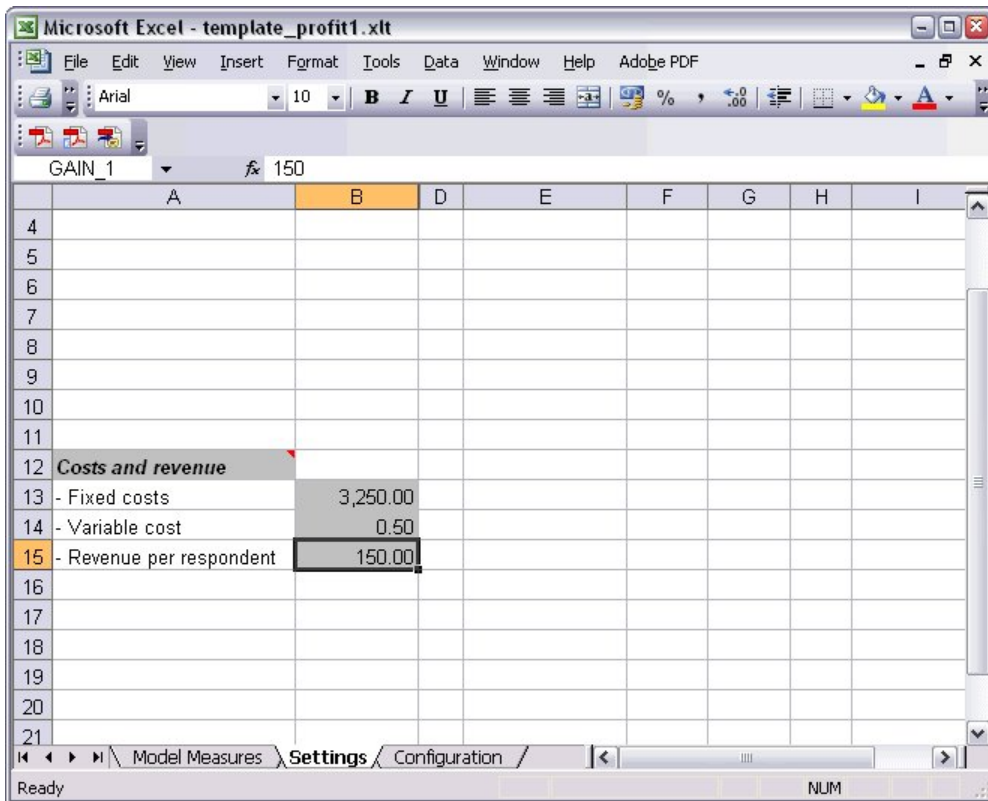 Microsoft Excel - template_profit1.xlt
File Edit View Insert Format Tools Data Window Help Adobe PDF
Arial 10 B I U % , .00 A
GAIN_1 fx 150
A B D E F G H I
4
5
6
7
8
9
10
11
12 Costs and revenue
13 - Fixed costs 3,250.00
14 - Variable cost 0.50
15 - Revenue per respondent 150.00
16
17
18
19
20
21
Model Measures Settings Configuration
Ready NUM